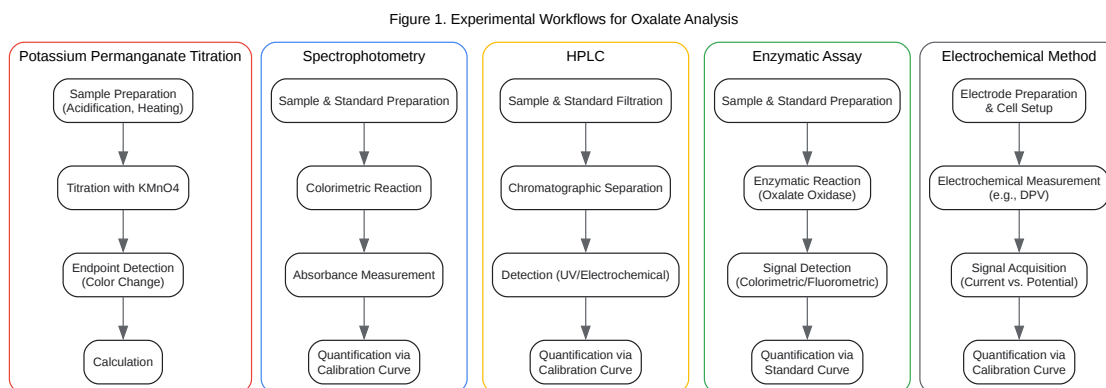 Figure 1. Experimental Workflows for Oxalate Analysis
Potassium Permanganate Titration
Sample Preparation
(Acidification, Heating)
Titration with KMnO4
Endpoint Detection
(Color Change)
Calculation
Spectrophotometry
Sample & Standard Preparation
Colorimetric Reaction
Absorbance Measurement
Quantification via
Calibration Curve
HPLC
Sample & Standard Filtration
Chromatographic Separation
Detection (UV/Electrochemical)
Quantification via
Calibration Curve
Enzymatic Assay
Sample & Standard Preparation
Enzymatic Reaction
(Oxalate Oxidase)
Signal Detection
(Colorimetric/Fluorometric)
Quantification via
Standard Curve
Electrochemical Method
Electrode Preparation
& Cell Setup
Electrochemical Measurement
(e.g., DPV)
Signal Acquisition
(Current vs. Potential)
Quantification via
Calibration Curve